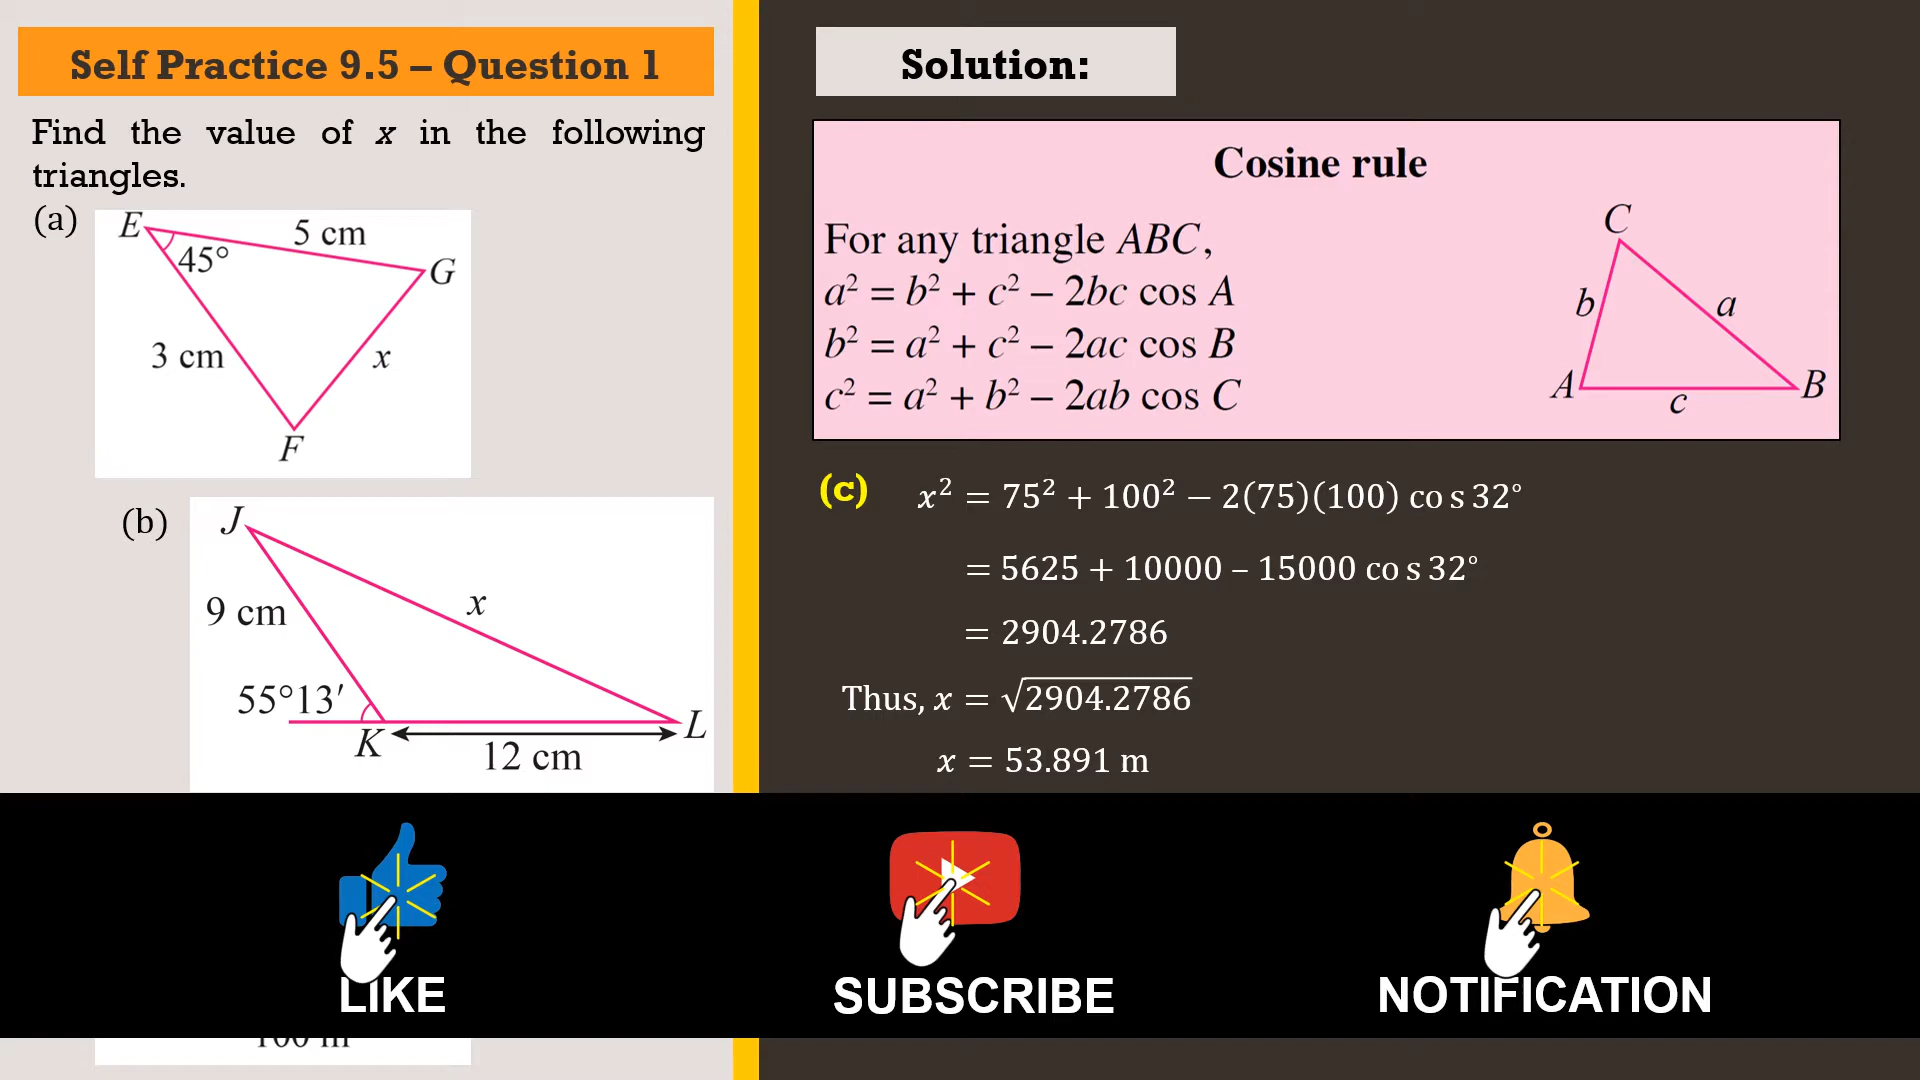 Self Practice 9.5 – Question 1
Find the value of x in the following
triangles.
(a)
E
5 cm
45°
G
3 cm
x
F
(b)
J
9 cm
x
55°13′
K
L
12 cm
Solution:
Cosine rule
For any triangle ABC,
a² = b² + c² – 2bc cos A
b² = a² + c² – 2ac cos B
c² = a² + b² – 2ab cos C
C
b
a
A
B
c
(c) x² = 75² + 100² − 2(75)(100) cos 32°
= 5625 + 10000 – 15000 cos 32°
= 2904.2786
Thus, x = √2904.2786
x = 53.891 m
LIKE
SUBSCRIBE
NOTIFICATION